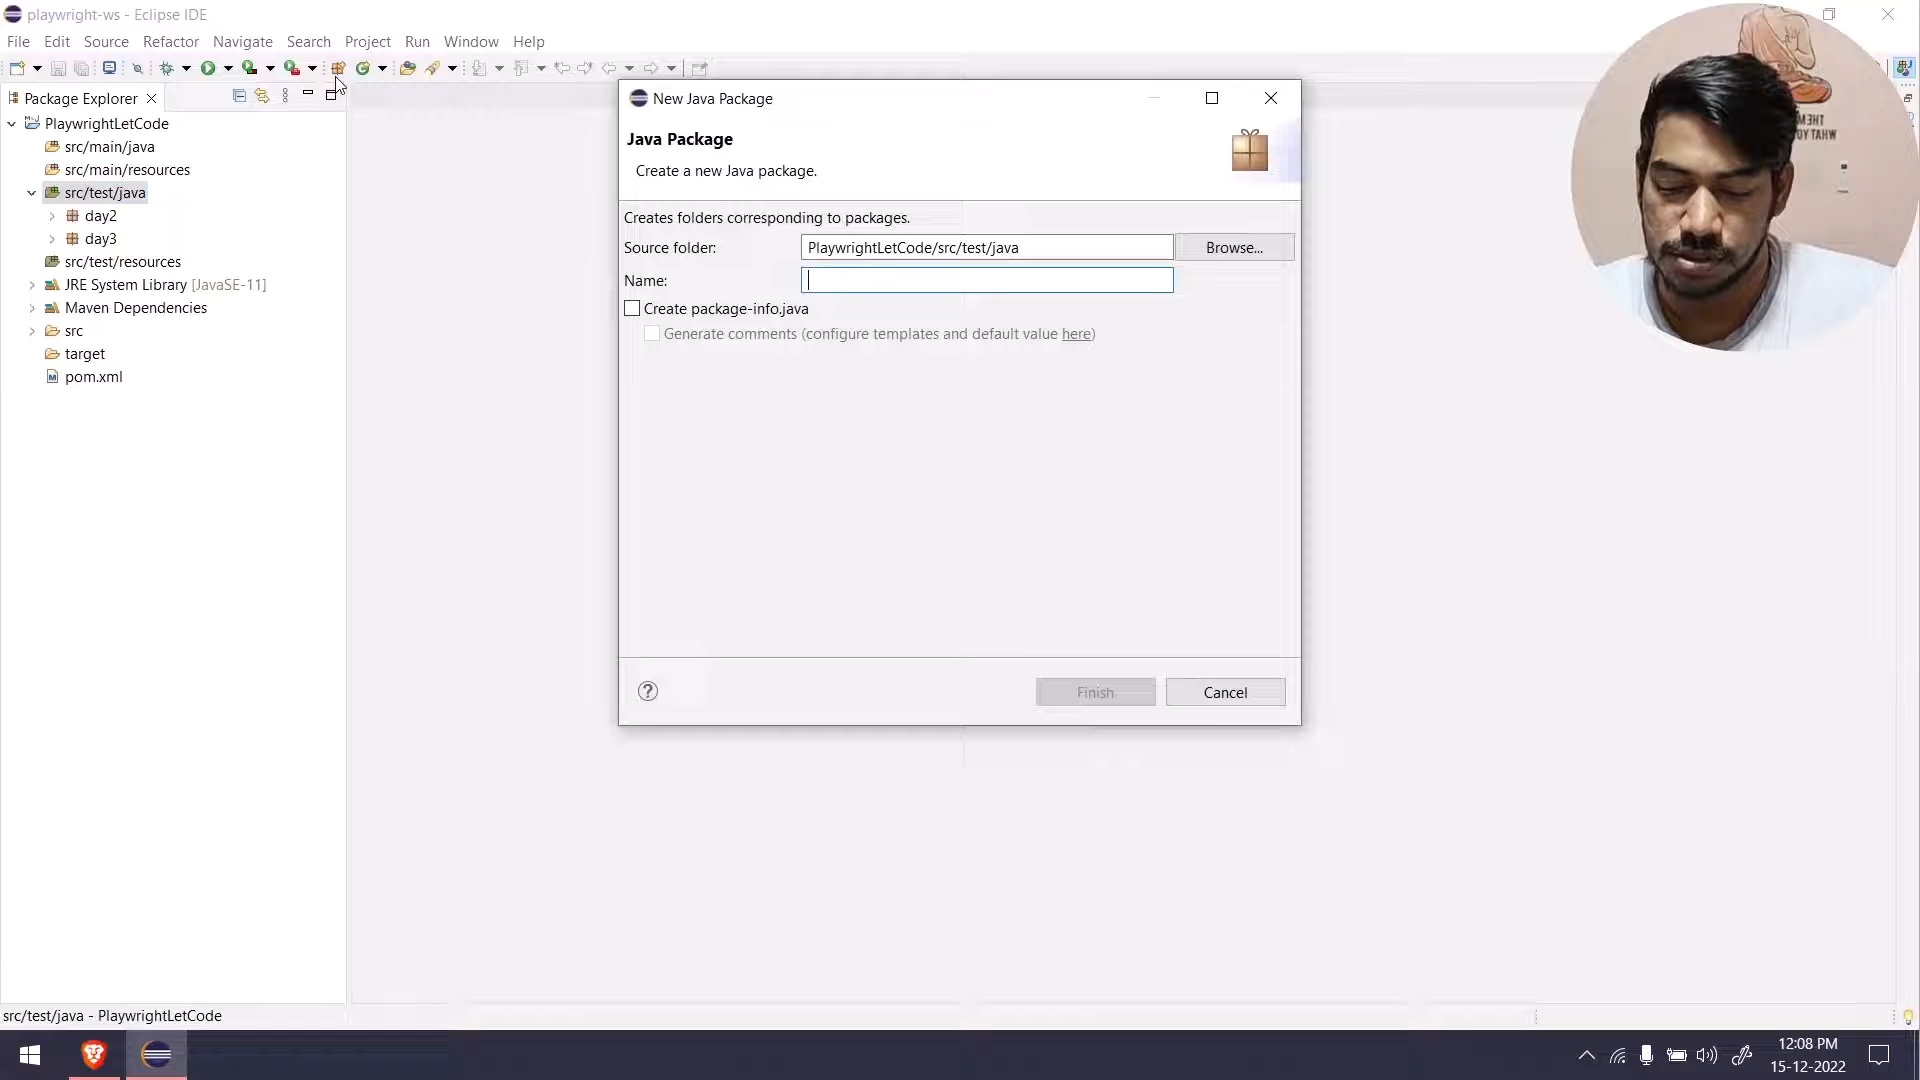 playwright-ws - Eclipse IDE
File Edit Source Refactor Navigate Search Project Run Window Help
Package Explorer
PlaywrightLetCode
src/main/java
src/main/resources
src/test/java
day2
day3
src/test/resources
JRE System Library [JavaSE-11]
Maven Dependencies
src
target
pom.xml
New Java Package
Java Package
Create a new Java package.
Creates folders corresponding to packages.
Source folder: PlaywrightLetCode/src/test/java Browse...
Name:
Create package-info.java
Generate comments (configure templates and default value here)
Finish Cancel
src/test/java - PlaywrightLetCode
12:08 PM
15-12-2022